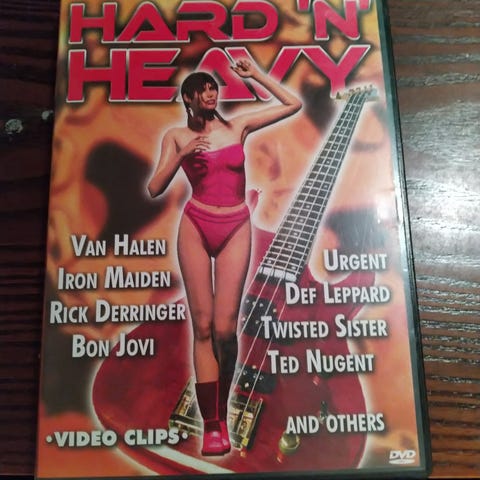 HARD 'N'
HEAVY
VAN HALEN
IRON MAIDEN
RICK DERRINGER
BON JOVI
URGENT
DEF LEPPARD
TWISTED SISTER
TED NUGENT
AND OTHERS
•VIDEO CLIPS•
DVD